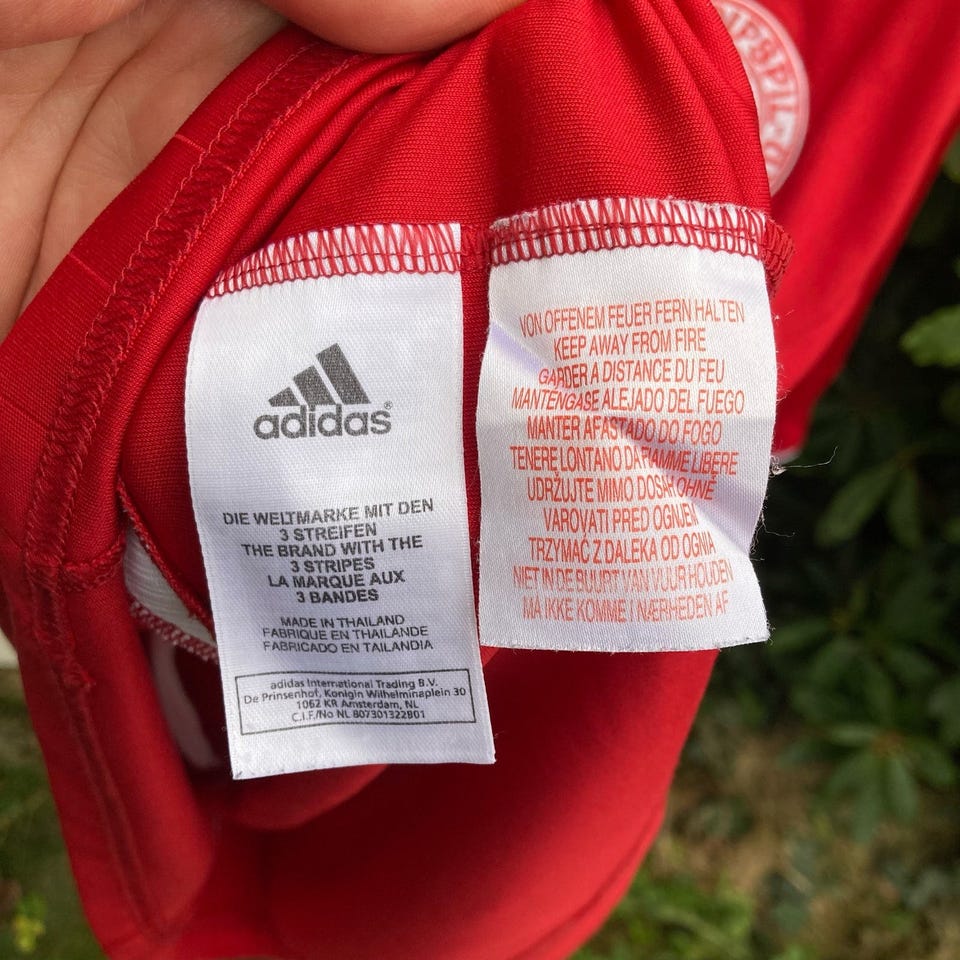 adidas®
DIE WELTMARKE MIT DEN
3 STREIFEN
THE BRAND WITH THE
3 STRIPES
LA MARQUE AUX
3 BANDES
MADE IN THAILAND
FABRIQUE EN THAILANDE
FABRICADO EN TAILANDIA
adidas International Trading B.V.
De Prinsenhof, Konigin Wilhelminaplein 30
1062 KR Amsterdam, NL
C.I.F./No NL 807301322B01
VON OFFENEM FEUER FERN HALTEN
KEEP AWAY FROM FIRE
GARDER A DISTANCE DU FEU
MANTÉNGASE ALEJADO DEL FUEGO
MANTER AFASTADO DO FOGO
TENERE LONTANO DA FIAMME LIBERE
UDRŽUJTE MIMO DOSAH OHNĚ
VAROVATI PRED OGNJEM
TRZYMAĆ Z DALEKA OD OGNIA
NIET IN DE BUURT VAN VUUR HOUDEN
MÅ IKKE KOMME I NÆRHEDEN AF